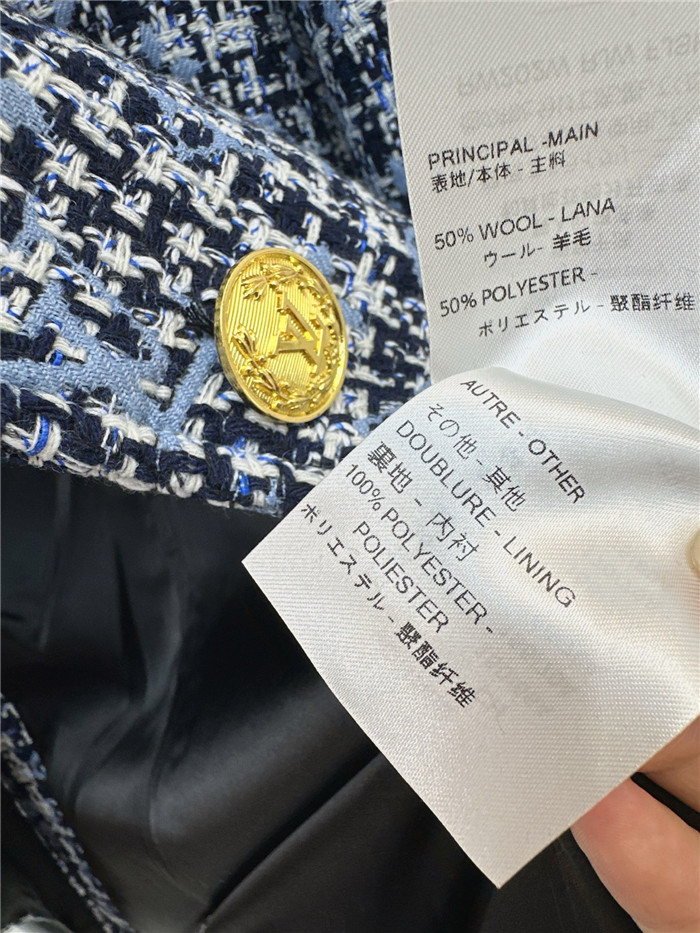 PRINCIPAL -MAIN
表地/本体 - 主料
50% WOOL - LANA
ウール- 羊毛
50% POLYESTER -
ポリエステル - 聚酯纤维
AUTRE - OTHER
その他 - 其他
DOUBLURE - LINING
裏地 - 内衬
100% POLYESTER -
POLIESTER
ポリエステル - 聚酯纤维
LV